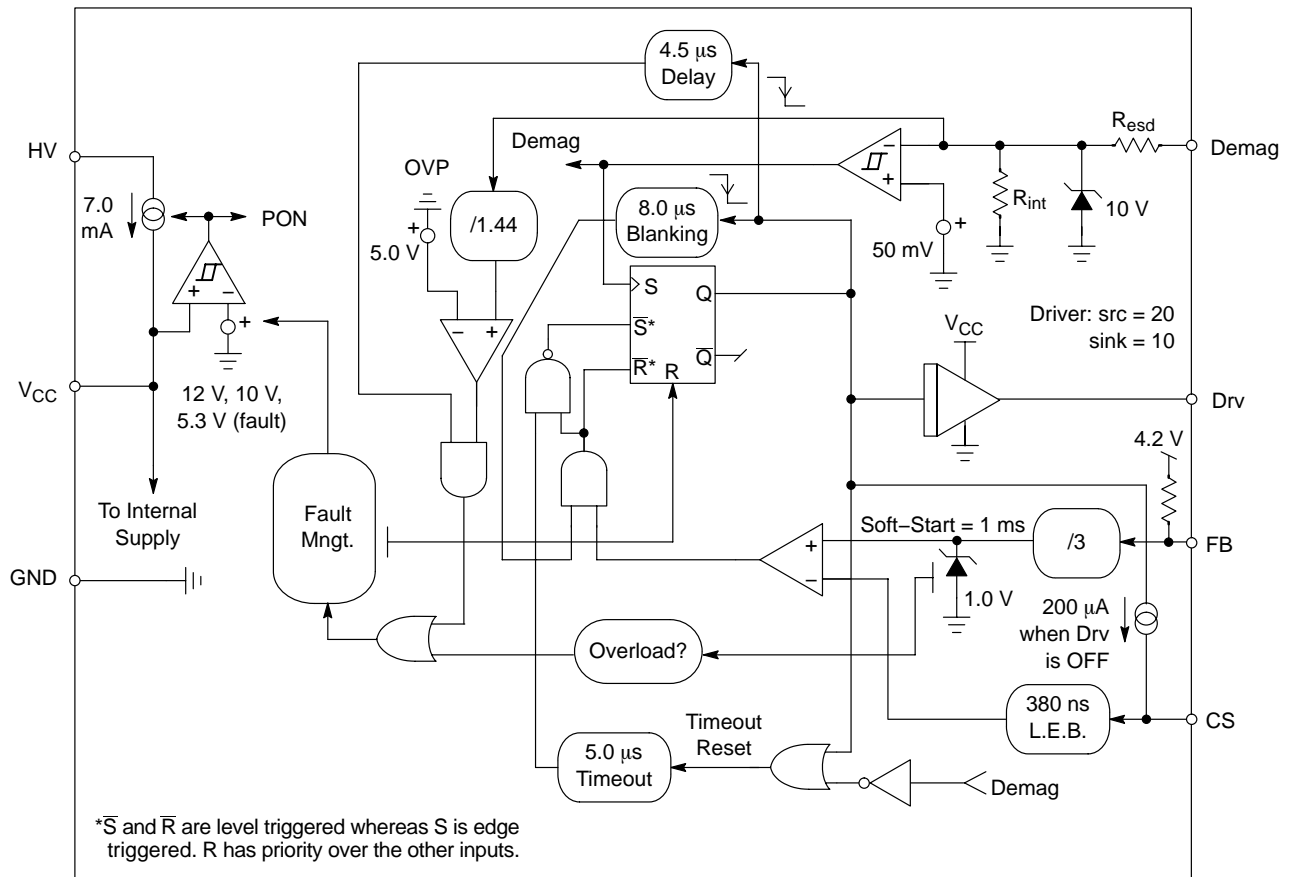 4.5 μs
Delay
HV
7.0
mA
PON
+
−
+
12 V, 10 V,
5.3 V (fault)
VCC
To Internal
Supply
GND
Demag
OVP
+
5.0 V
/1.44
−
+
8.0 μs
Blanking
−
+
+
50 mV
Rint
10 V
Resd
Demag
S
Q
S*
R*
R
Q
VCC
Driver: src = 20
sink = 10
Drv
4.2 V
Fault
Mngt.
Soft−Start = 1 ms
+
−
/3
FB
1.0 V
200 μA
when Drv
is OFF
Overload?
380 ns
L.E.B.
CS
Timeout
Reset
5.0 μs
Timeout
Demag
*S̅ and R̅ are level triggered whereas S is edge
triggered. R has priority over the other inputs.